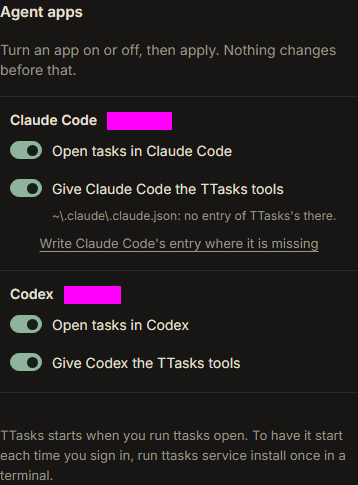 Agent apps
Turn an app on or off, then apply. Nothing changes
before that.
Claude Code
Open tasks in Claude Code
Give Claude Code the TTasks tools
~\.claude\.claude.json: no entry of TTasks's there.
Write Claude Code's entry where it is missing
Codex
Open tasks in Codex
Give Codex the TTasks tools
TTasks starts when you run ttasks open. To have it start
each time you sign in, run ttasks service install once in a
terminal.